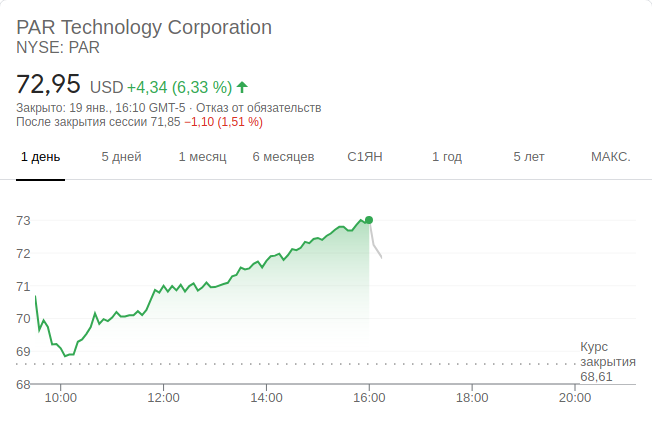 PAR Technology Corporation
NYSE: PAR
72,95 USD +4,34 (6,33 %)
Закрыто: 19 янв., 16:10 GMT-5 · Отказ от обязательств
После закрытия сессии 71,85 −1,10 (1,51 %)
1 день 5 дней 1 месяц 6 месяцев С1ЯН 1 год 5 лет МАКС.
73
72
71
70
69
68
Курс
закрытия
68,61
10:00 12:00 14:00 16:00 18:00 20:00